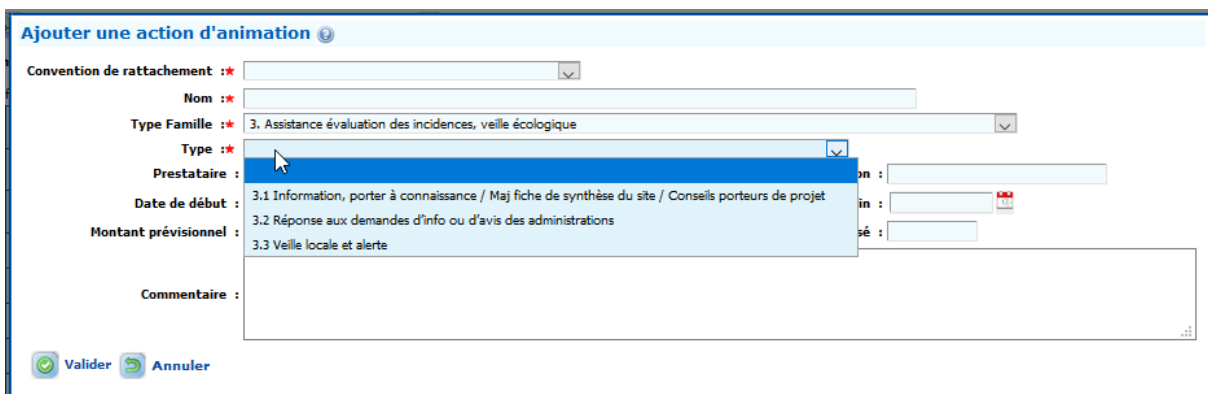 Ajouter une action d'animation
Convention de rattachement :★
Nom :★
Type Famille :★ 3. Assistance évaluation des incidences, veille écologique
Type :★
Prestataire : on :
3.1 Information, porter à connaissance / Maj fiche de synthèse du site / Conseils porteurs de projet
Date de début : in :
3.2 Réponse aux demandes d'info ou d'avis des administrations
Montant prévisionnel : sé :
3.3 Veille locale et alerte
Commentaire :
Valider Annuler